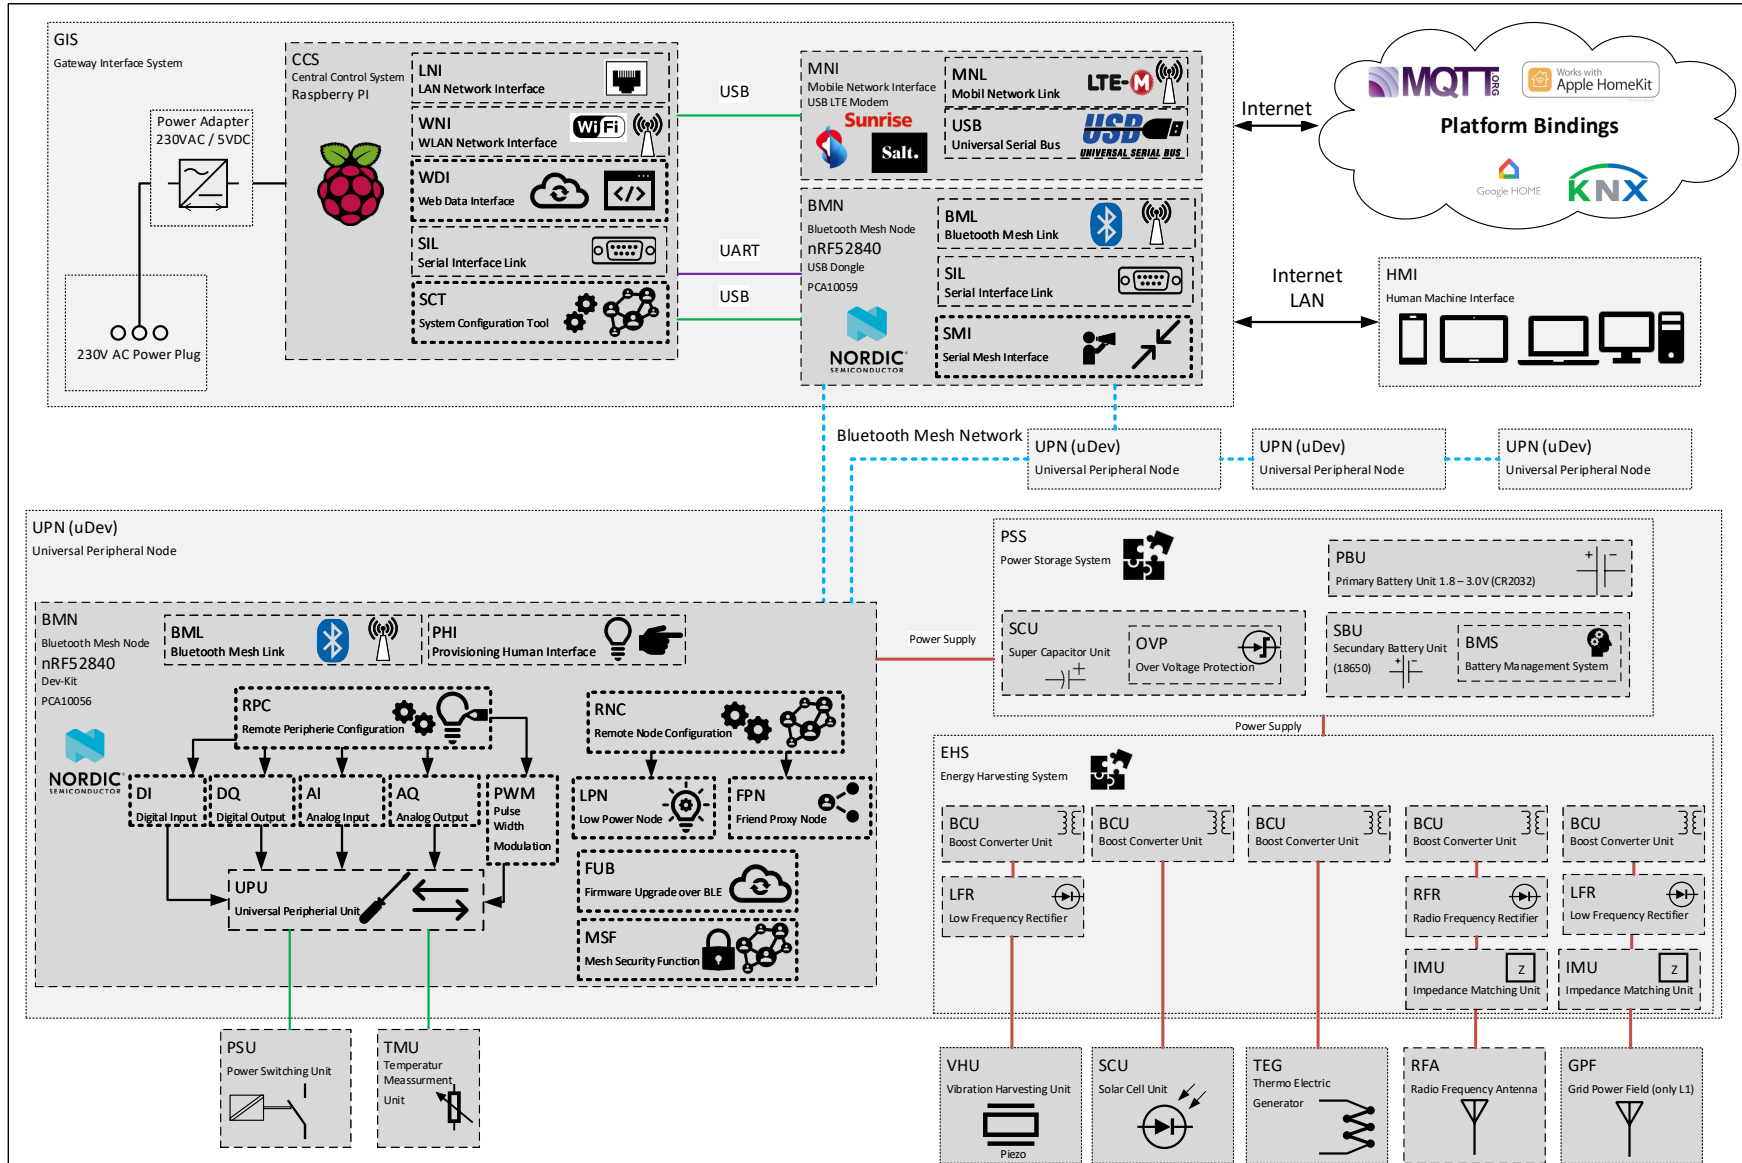 GIS
Gateway Interface System
Power Adapter
230VAC / 5VDC
230V AC Power Plug
CCS
Central Control System
Raspberry PI
LNI
LAN Network Interface
WNI
WLAN Network Interface
Wi Fi
WDI
Web Data Interface
SIL
Serial Interface Link
SCT
System Configuration Tool
USB
UART
USB
MNI
Mobile Network Interface
USB LTE Modem
Sunrise
Salt.
MNL
Mobil Network Link
LTE-M
USB
Universal Serial Bus
USB
UNIVERSAL SERIAL BUS
BMN
Bluetooth Mesh Node
nRF52840
USB Dongle
PCA10059
NORDIC
SEMICONDUCTOR
BML
Bluetooth Mesh Link
SIL
Serial Interface Link
SMI
Serial Mesh Interface
Internet
MQTT.ORG
Works with
Apple HomeKit
Platform Bindings
Google HOME
KNX
Internet
LAN
HMI
Human Machine Interface
Bluetooth Mesh Network
UPN (uDev)
Universal Peripheral Node
UPN (uDev)
Universal Peripheral Node
UPN (uDev)
Universal Peripheral Node
UPN (uDev)
Universal Peripheral Node
BMN
Bluetooth Mesh Node
nRF52840
Dev-Kit
PCA10056
NORDIC
SEMICONDUCTOR
BML
Bluetooth Mesh Link
PHI
Provisioning Human Interface
RPC
Remote Peripherie Configuration
RNC
Remote Node Configuration
DI
Digital Input
DQ
Digital Output
AI
Analog Input
AQ
Analog Output
PWM
Pulse
Width
Modulation
LPN
Low Power Node
FPN
Friend Proxy Node
UPU
Universal Peripherial Unit
FUB
Firmware Upgrade over BLE
MSF
Mesh Security Function
PSU
Power Switching Unit
TMU
Temperatur
Meassurment
Unit
Power Supply
PSS
Power Storage System
PBU
Primary Battery Unit 1.8 – 3.0V (CR2032)
SCU
Super Capacitor Unit
OVP
Over Voltage Protection
SBU
Secundary Battery Unit
(18650)
BMS
Battery Management System
Power Supply
EHS
Energy Harvesting System
BCU
Boost Converter Unit
BCU
Boost Converter Unit
BCU
Boost Converter Unit
BCU
Boost Converter Unit
BCU
Boost Converter Unit
LFR
Low Frequency Rectifier
RFR
Radio Frequency Rectifier
LFR
Low Frequency Rectifier
IMU
Impedance Matching Unit
Z
IMU
Impedance Matching Unit
Z
VHU
Vibration Harvesting Unit
Piezo
SCU
Solar Cell Unit
TEG
Thermo Electric
Generator
RFA
Radio Frequency Antenna
GPF
Grid Power Field (only L1)